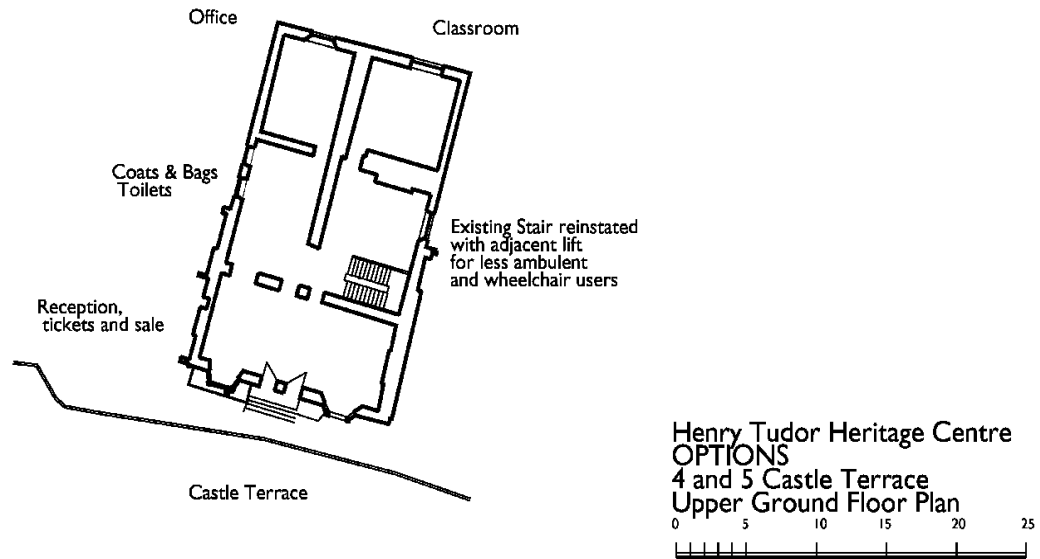 Office
Classroom
Coats & Bags
Toilets
Existing Stair reinstated
with adjacent lift
for less ambulent
and wheelchair users
Reception,
tickets and sale
Castle Terrace
Henry Tudor Heritage Centre
OPTIONS
4 and 5 Castle Terrace
Upper Ground Floor Plan
0 5 10 15 20 25